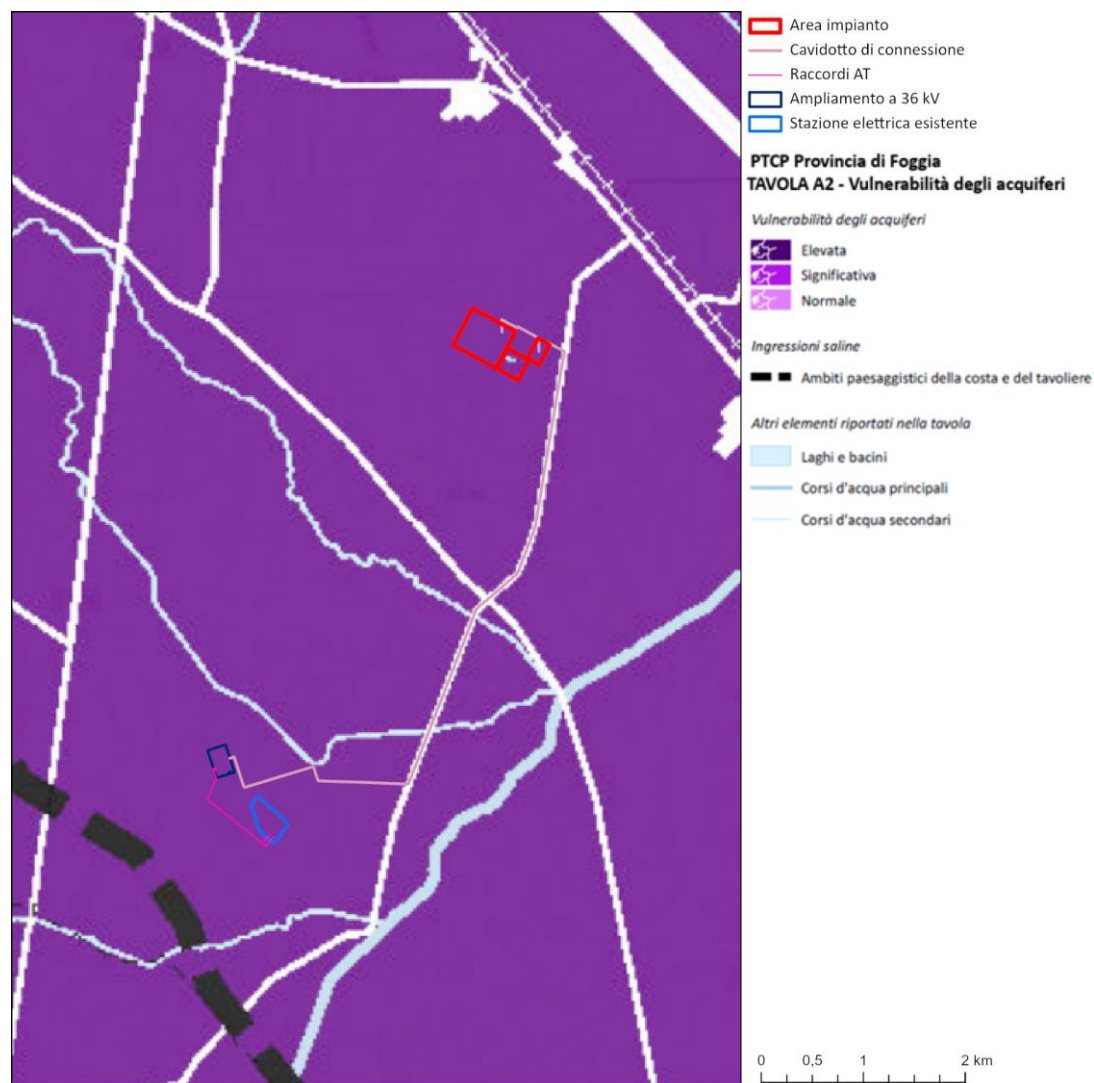 Area impianto
Cavidotto di connessione
Raccordi AT
Ampliamento a 36 kV
Stazione elettrica esistente
PTCP Provincia di Foggia
TAVOLA A2 - Vulnerabilità degli acquiferi
Vulnerabilità degli acquiferi
Elevata
Significativa
Normale
Ingressioni saline
Ambiti paesaggistici della costa e del tavoliere
Altri elementi riportati nella tavola
Laghi e bacini
Corsi d'acqua principali
Corsi d'acqua secondari
0 0,5 1 2 km